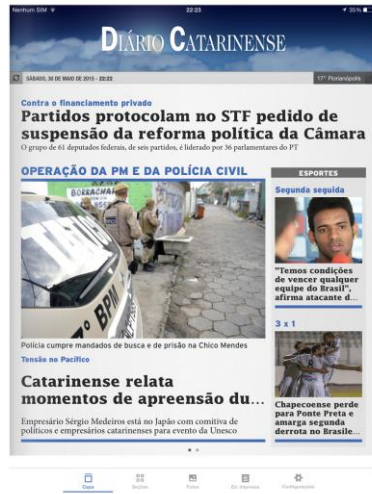 Nenhum SIM
22:23
35%
DIÁRIO CATARINENSE
SÁBADO, 30 DE MAIO DE 2015 - 22:22
17° Florianópolis
Contra o financiamento privado
Partidos protocolam no STF pedido de
suspensão da reforma política da Câmara
O grupo de 61 deputados federais, de seis partidos, é liderado por 36 parlamentares do PT
OPERAÇÃO DA PM E DA POLÍCIA CIVIL
BORRACHA
7° BPM
Polícia cumpre mandados de busca e de prisão na Chico Mendes
Tensão no Pacífico
Catarinense relata
momentos de apreensão du...
Empresário Sérgio Medeiros está no Japão com comitiva de
políticos e empresários catarinenses para evento da Unesco
ESPORTES
Segunda seguida
"Temos condições
de vencer qualquer
equipe do Brasil",
afirma atacante d...
3 x 1
Chapecoense perde
para Ponte Preta e
amarga segunda
derrota no Brasile...
Capa
Seções
Fotos
Ed. Impressa
Configurações